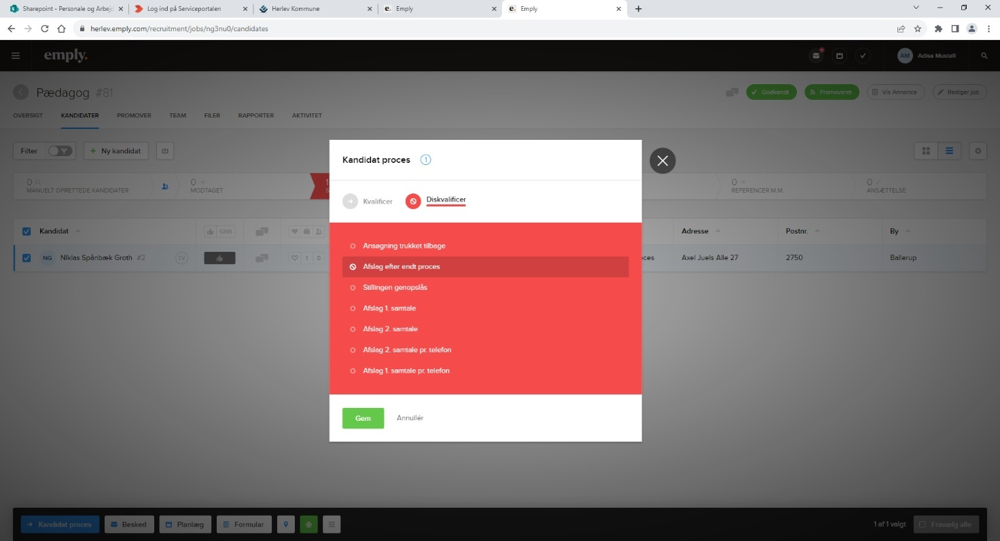 Sharepoint - Personale og Arbejd
Log ind på Serviceportalen
Herlev Kommune
e. Emply
e. Emply
herlev.emply.com/recruitment/jobs/ng3nu0/candidates
emply.
AM Adisa Mustafi
Pædagog #81
Godkendt
Promoveret
Vis Annonce
Rediger job
OVERSIGT KANDIDATER PROMOVER TEAM FILER RAPPORTER AKTIVITET
Filter
+ Ny kandidat
0 MANUELT OPRETTEDE KANDIDATER
0 MODTAGET
1
S
0 REFERENCER M.M.
0 ANSÆTTELSE
Kandidat
GNS
Adresse
Postnr.
By
NG NIklas Spånbæk Groth #2
CV
1 0
oces
Axel Juels Alle 27
2750
Ballerup
Kandidat proces 1
Kvalificer
Diskvalificer
Ansøgning trukket tilbage
Afslag efter endt proces
Stillingen genopslås
Afslag 1. samtale
Afslag 2. samtale
Afslag 2. samtale pr. telefon
Afslag 1. samtale pr. telefon
Gem
Annullér
Kandidat proces
Besked
Planlæg
Formular
1 af 1 valgt
Fravælg alle